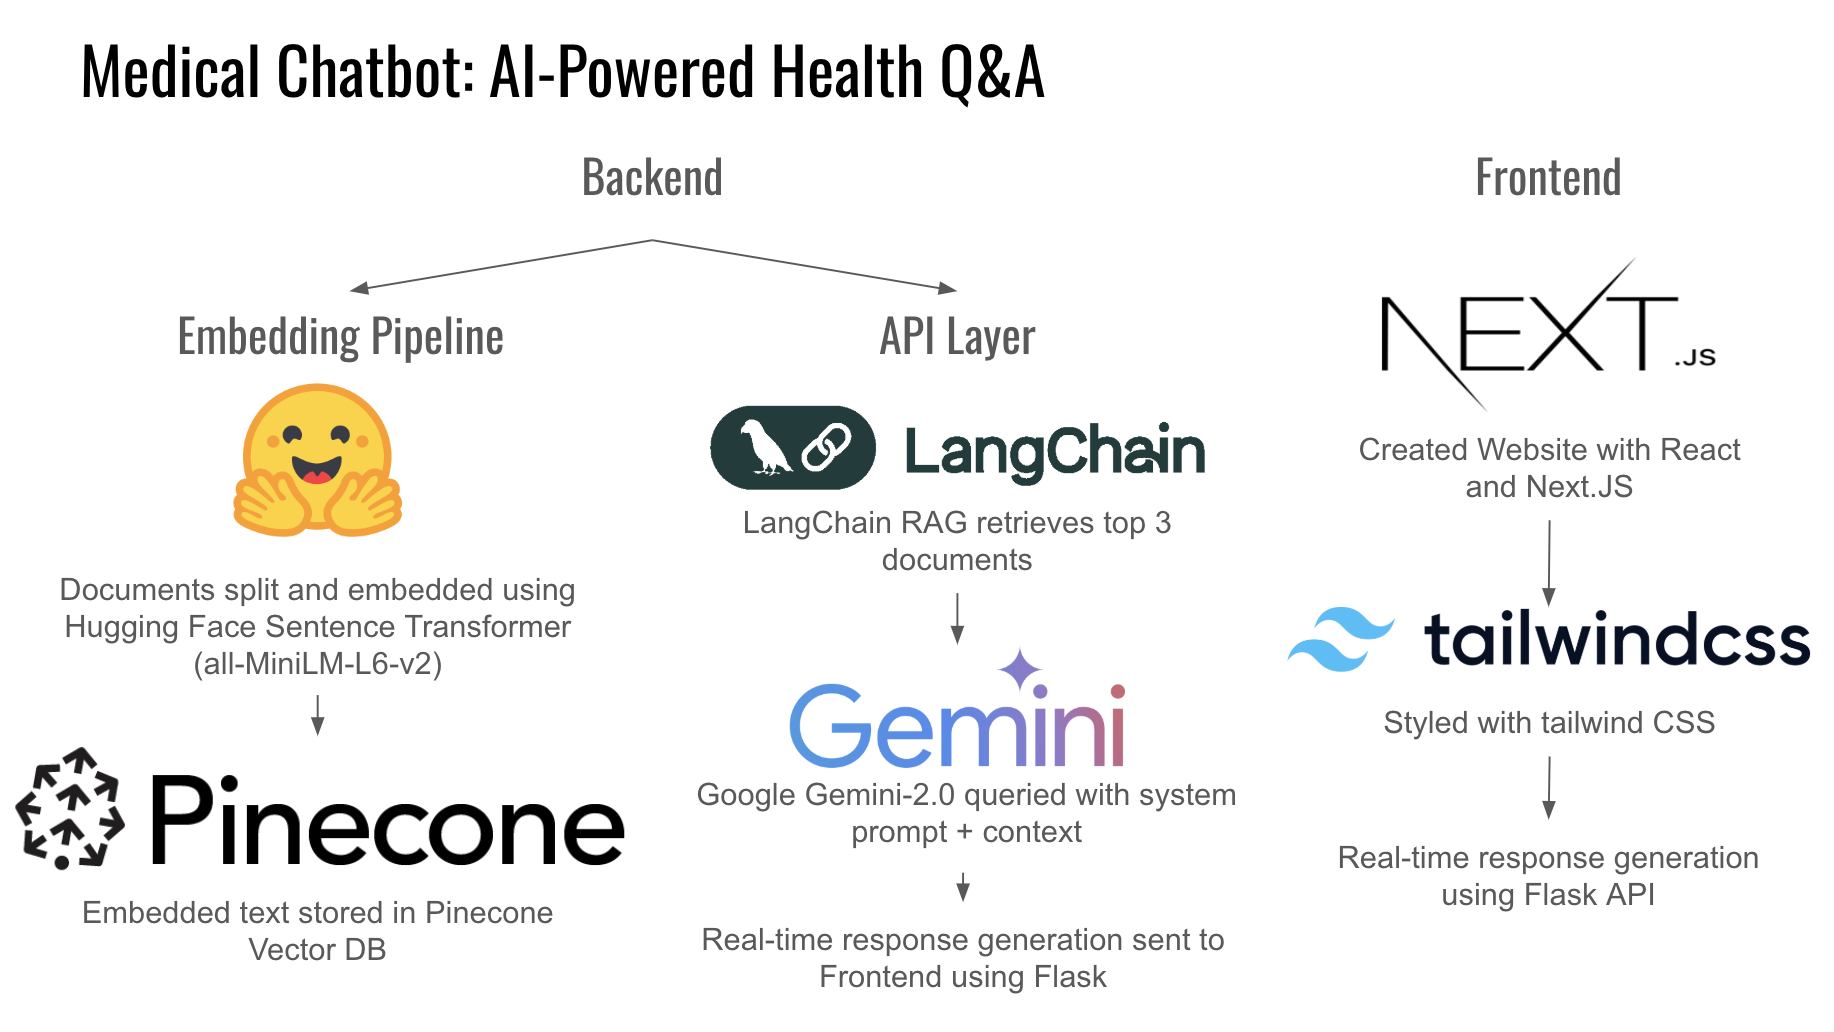 Medical Chatbot: AI-Powered Health Q&A
Backend
Frontend
Embedding Pipeline
Documents split and embedded using
Hugging Face Sentence Transformer
(all-MiniLM-L6-v2)
Pinecone
Embedded text stored in Pinecone
Vector DB
API Layer
LangChain
LangChain RAG retrieves top 3
documents
Gemini
Google Gemini-2.0 queried with system
prompt + context
Real-time response generation sent to
Frontend using Flask
NEXT.JS
Created Website with React
and Next.JS
tailwindcss
Styled with tailwind CSS
Real-time response generation
using Flask API